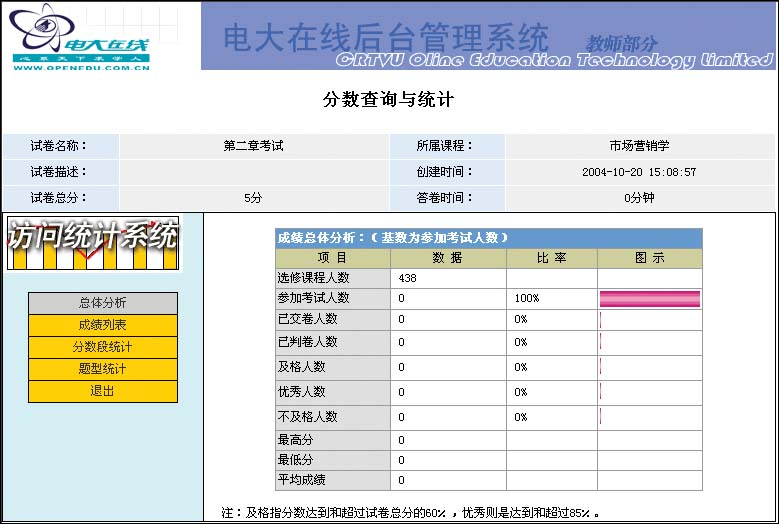 电大在线
心系天下求学人
WWW.OPENEDU.COM.CN
电大在线后台管理系统 教师部分
CRTVU Oline Education Technology Limited
分数查询与统计
试卷名称： 第二章考试 所属课程： 市场营销学
试卷描述： 创建时间： 2004-10-20 15:08:57
试卷总分： 5分 答卷时间： 0分钟
访问统计系统
总体分析
成绩列表
分数段统计
题型统计
退出
成绩总体分析：（基数为参加考试人数）
项 目 数 据 比 率 图 示
选修课程人数 438
参加考试人数 0 100%
已交卷人数 0 0%
已判卷人数 0 0%
及格人数 0 0%
优秀人数 0 0%
不及格人数 0 0%
最高分 0
最低分 0
平均成绩 0
注：及格指分数达到和超过试卷总分的60%，优秀则是达到和超过85%。